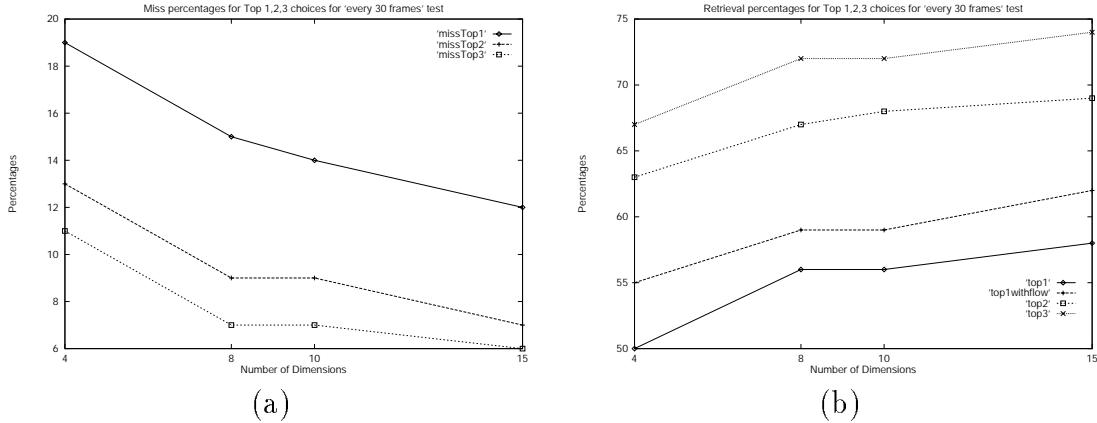 Miss percentages for Top 1,2,3 choices for 'every 30 frames' test
20
18
16
14
12
10
8
6
Percentages
'missTop1'
'missTop2'
'missTop3'
4
8
10
15
Number of Dimensions
(a)
Retrieval percentages for Top 1,2,3 choices for 'every 30 frames' test
75
70
65
60
55
50
Percentages
'top1'
'top1withflow'
'top2'
'top3'
4
8
10
15
Number of Dimensions
(b)